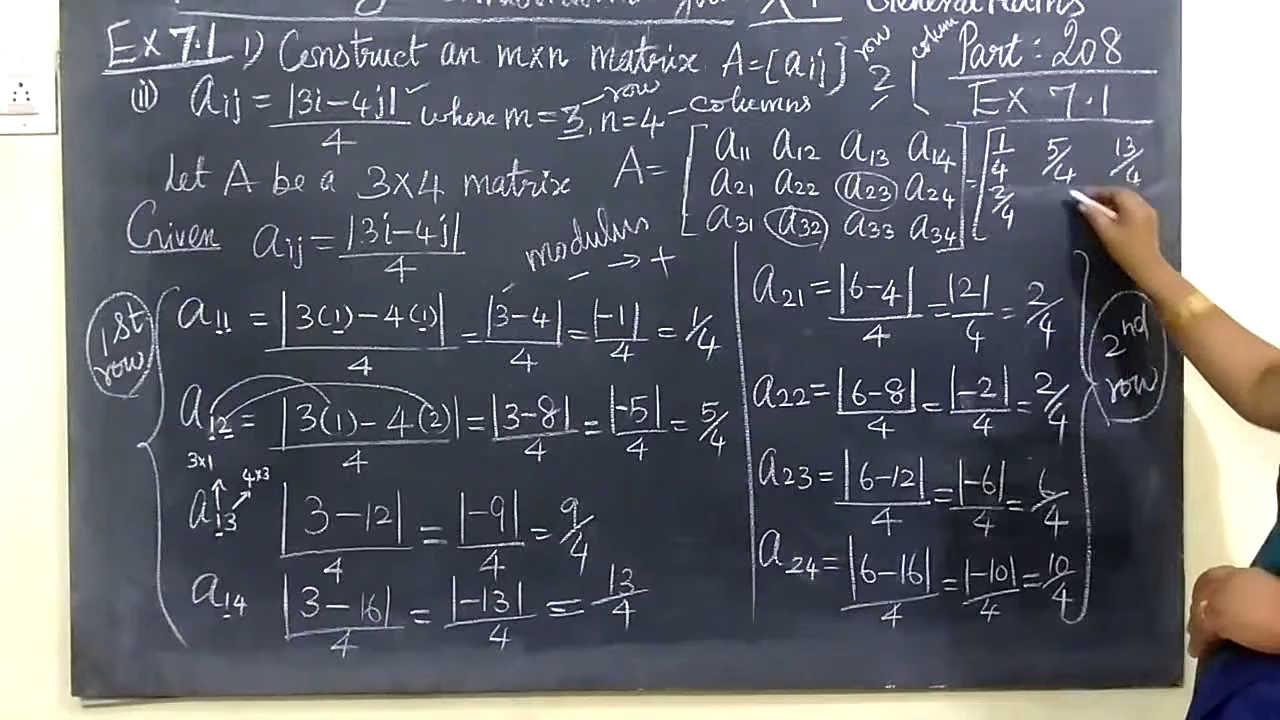 General Maths
Ex 7.1 1) Construct an m×n matrix A=[aij] row column
? Part: 208
(ii) aij = |3i-4j|/4 where m = 3, n = 4 row columns
Ex 7.1
Let A be a 3×4 matrix
A = [a11 a12 a13 a14
a21 a22 a23 a24
a31 a32 a33 a34]
= [1/4 5/4 13/4
2/4
Given aij = |3i-4j|/4
modulus
- → +
1st row
a11 = |3(1)-4(1)|/4 = |3-4|/4 = |-1|/4 = 1/4
a12 = |3(1)-4(2)|/4 = |3-8|/4 = |-5|/4 = 5/4
3×1 4×3
a13 |3-12|/4 = |-9|/4 = 9/4
a14 |3-16|/4 = |-13|/4 = 13/4
a21 = |6-4|/4 = |2|/4 = 2/4
a22 = |6-8|/4 = |-2|/4 = 2/4
a23 = |6-12|/4 = |-6|/4 = 6/4
a24 = |6-16|/4 = |-10|/4 = 10/4
2nd row